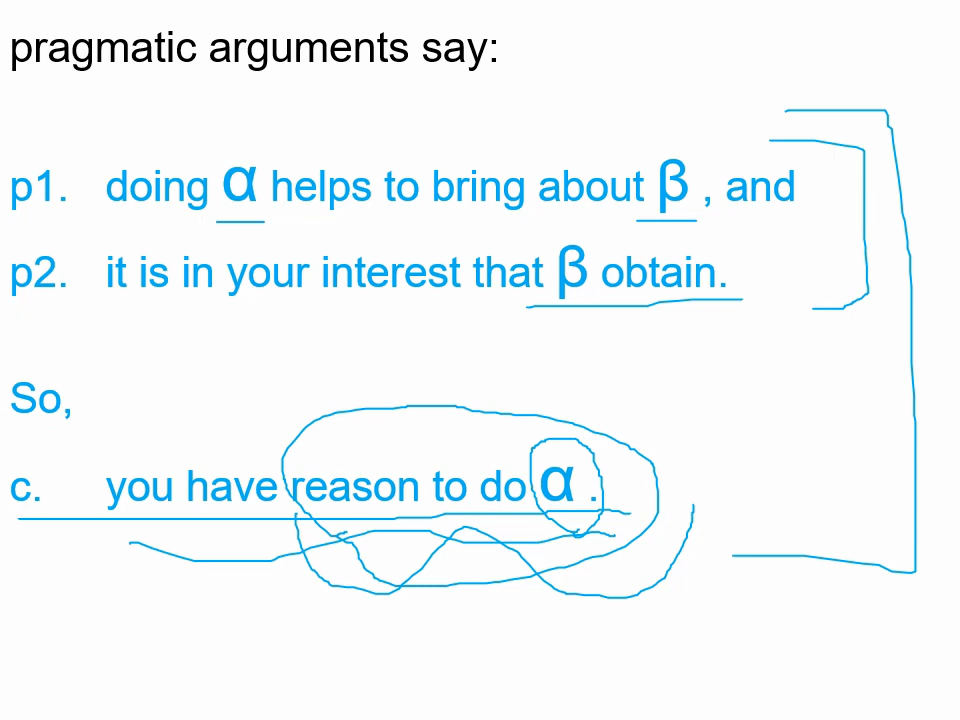 pragmatic arguments say:
p1. doing α helps to bring about β , and
p2. it is in your interest that β obtain.
So,
c. you have reason to do α .